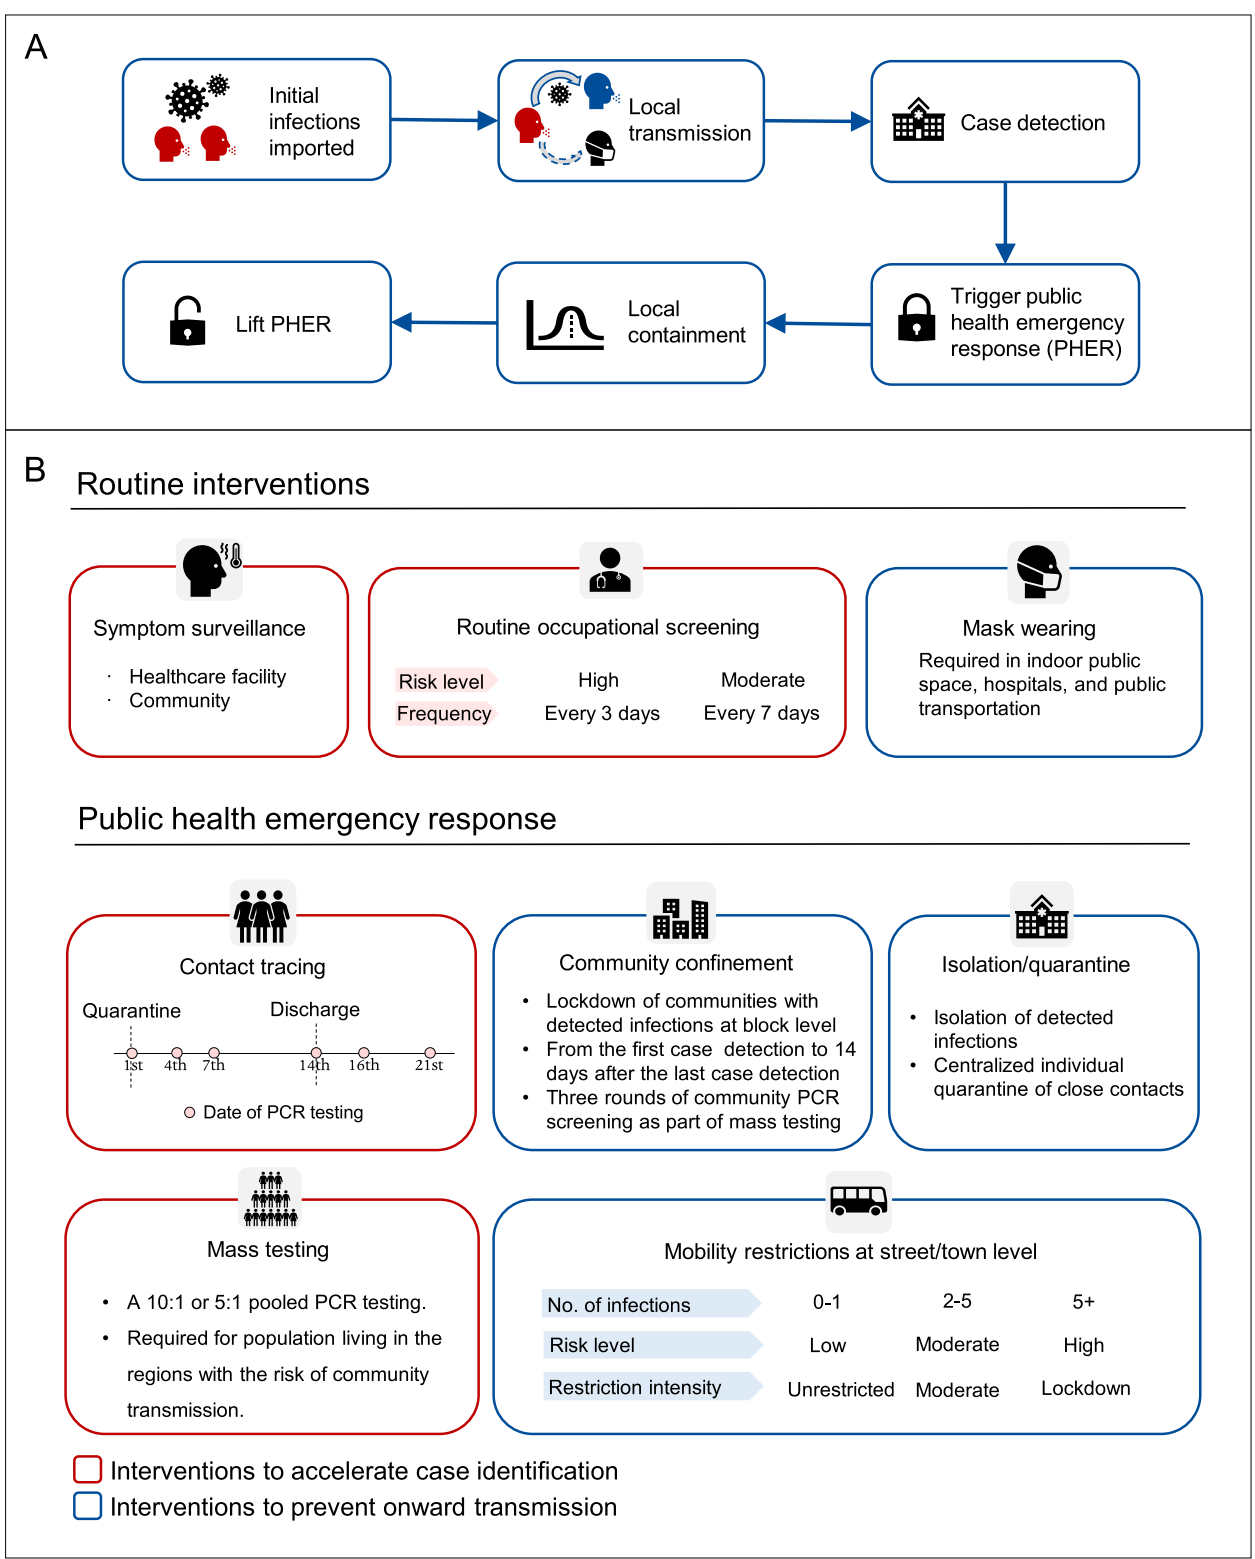 A
Initial
infections
imported
Local
transmission
Case detection
Lift PHER
Local
containment
Trigger public
health emergency
response (PHER)
B
Routine interventions
Symptom surveillance
· Healthcare facility
· Community
Routine occupational screening
Risk level High Moderate
Frequency Every 3 days Every 7 days
Mask wearing
Required in indoor public
space, hospitals, and public
transportation
Public health emergency response
Contact tracing
Quarantine Discharge
1st 4th 7th 14th 16th 21st
Date of PCR testing
Community confinement
• Lockdown of communities with
detected infections at block level
• From the first case detection to 14
days after the last case detection
• Three rounds of community PCR
screening as part of mass testing
Isolation/quarantine
• Isolation of detected
infections
• Centralized individual
quarantine of close contacts
Mass testing
• A 10:1 or 5:1 pooled PCR testing.
• Required for population living in the
regions with the risk of community
transmission.
Mobility restrictions at street/town level
No. of infections 0-1 2-5 5+
Risk level Low Moderate High
Restriction intensity Unrestricted Moderate Lockdown
Interventions to accelerate case identification
Interventions to prevent onward transmission